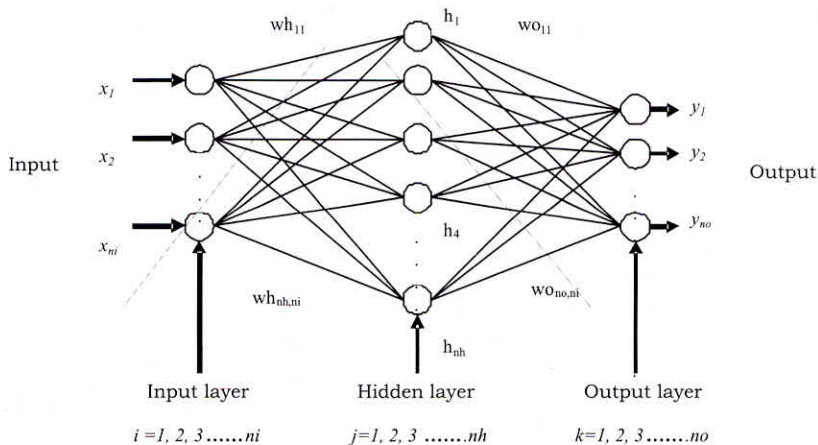 wh11
h1
wo11
x1
y1
x2
y2
Input
Output
xni
yno
h4
whnh,ni
wono,ni
hnh
Input layer
Hidden layer
Output layer
i =1, 2, 3 .......ni
j=1, 2, 3 .......nh
k=1, 2, 3 .......no